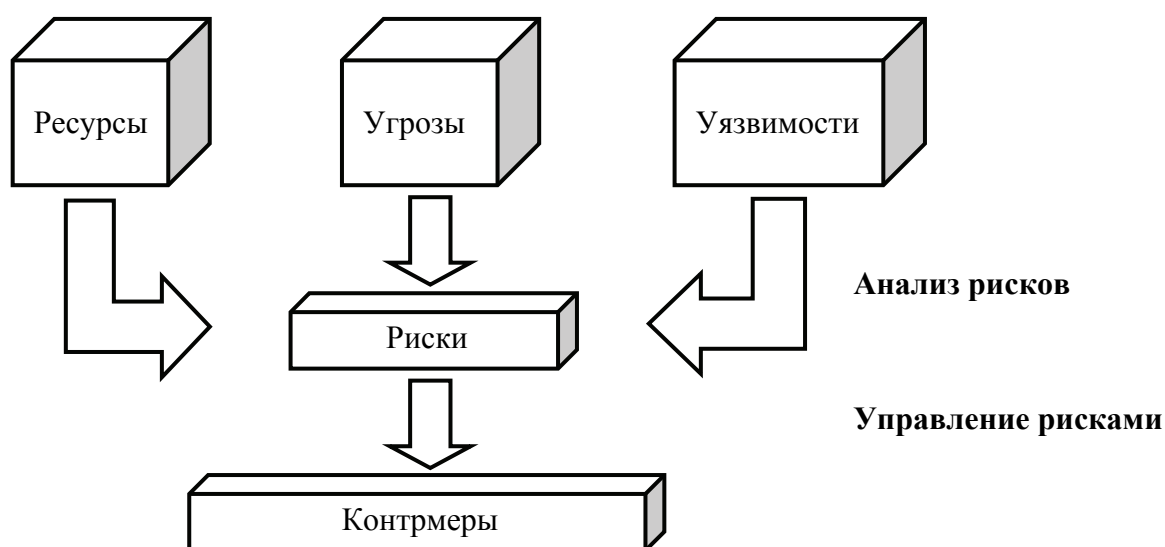 Ресурсы
Угрозы
Уязвимости
Анализ рисков
Риски
Управление рисками
Контрмеры